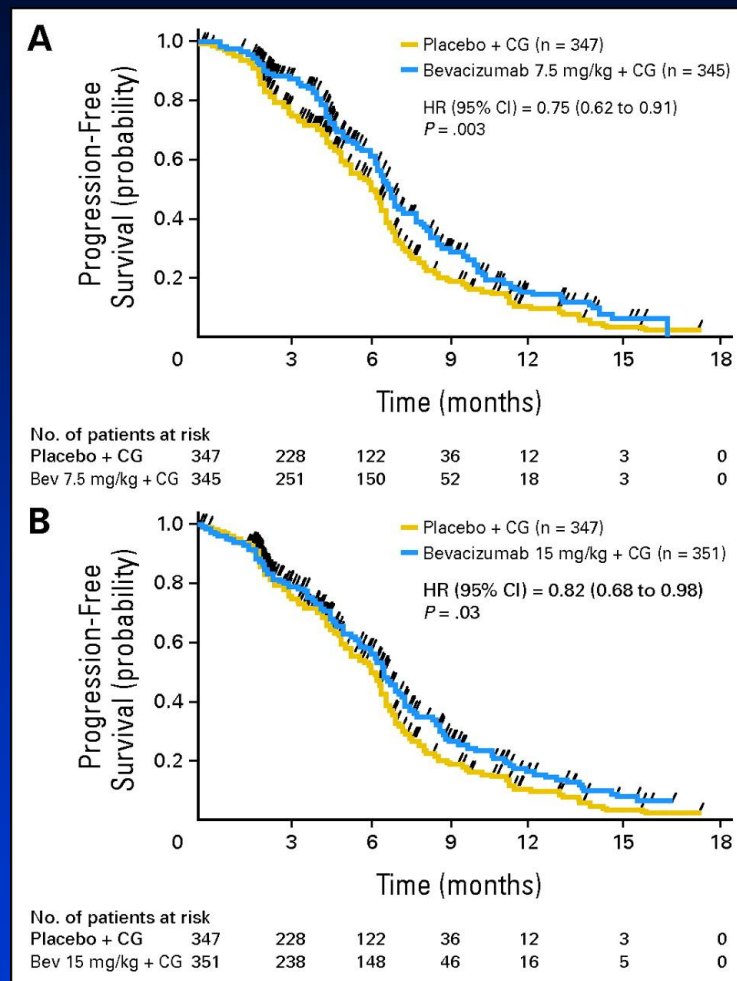 A
Progression-Free
Survival (probability)
1.0
0.8
0.6
0.4
0.2
Placebo + CG (n = 347)
Bevacizumab 7.5 mg/kg + CG (n = 345)
HR (95% CI) = 0.75 (0.62 to 0.91)
P = .003
0 3 6 9 12 15 18
Time (months)
No. of patients at risk
Placebo + CG 347 228 122 36 12 3 0
Bev 7.5 mg/kg + CG 345 251 150 52 18 3 0
B
Progression-Free
Survival (probability)
1.0
0.8
0.6
0.4
0.2
Placebo + CG (n = 347)
Bevacizumab 15 mg/kg + CG (n = 351)
HR (95% CI) = 0.82 (0.68 to 0.98)
P = .03
0 3 6 9 12 15 18
Time (months)
No. of patients at risk
Placebo + CG 347 228 122 36 12 3 0
Bev 15 mg/kg + CG 351 238 148 46 16 5 0